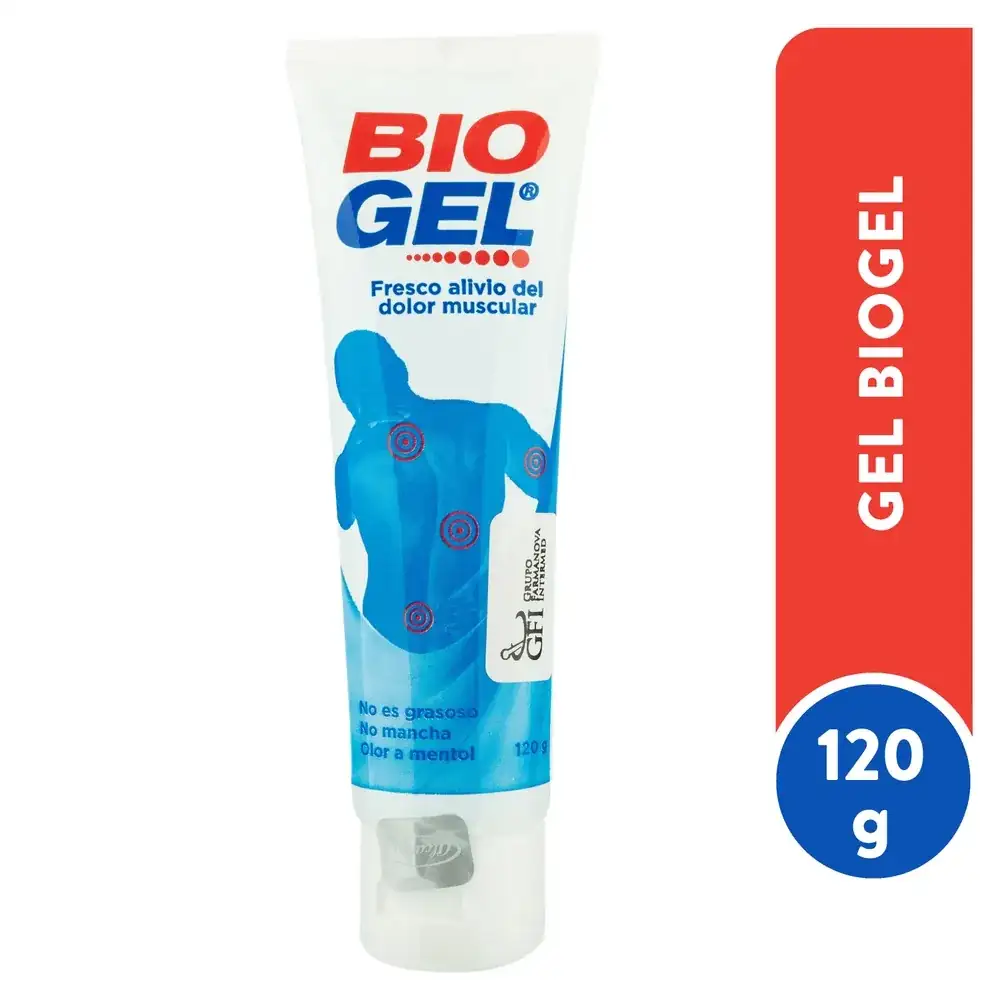 BIO
GEL®
Fresco alivio del
dolor muscular
GFI GRUPO
FARMANOVA
INTERMED
No es grasoso
No mancha
Olor a mentol
120 g
GEL BIOGEL
120
g